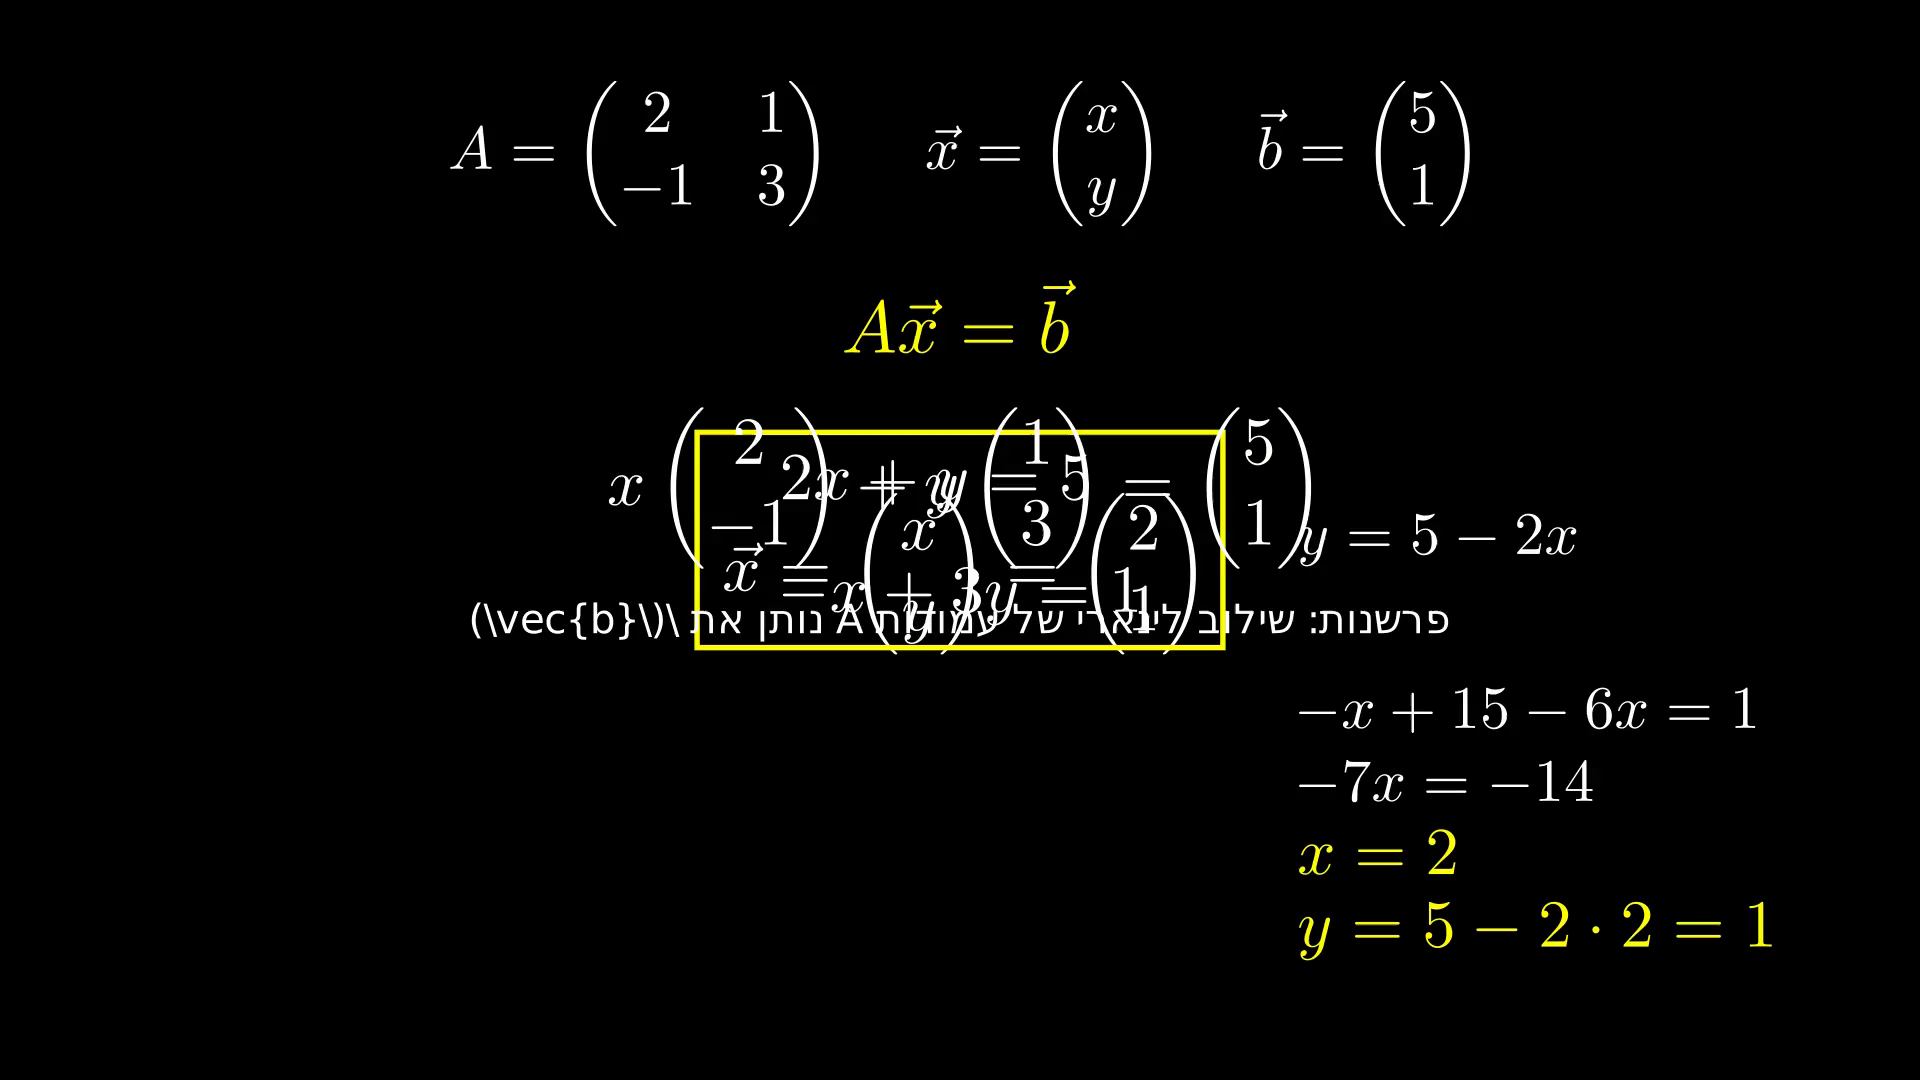 A = ( 2 1 ; −1 3 ) x⃗ = ( x ; y ) b⃗ = ( 5 ; 1 )
Ax⃗ = b⃗
x ( 2 ; −1 ) + y ( 1 ; 3 ) = ( 5 ; 1 )
2x + y = 5
y = 5 − 2x
x⃗ = ( x ; y ) = ( 2 ; 1 )
−x + 3y = 1
פרשנות: שילוב לינארי של עמודות A נותן את \(\vec{b}\)
−x + 15 − 6x = 1
−7x = −14
x = 2
y = 5 − 2 · 2 = 1